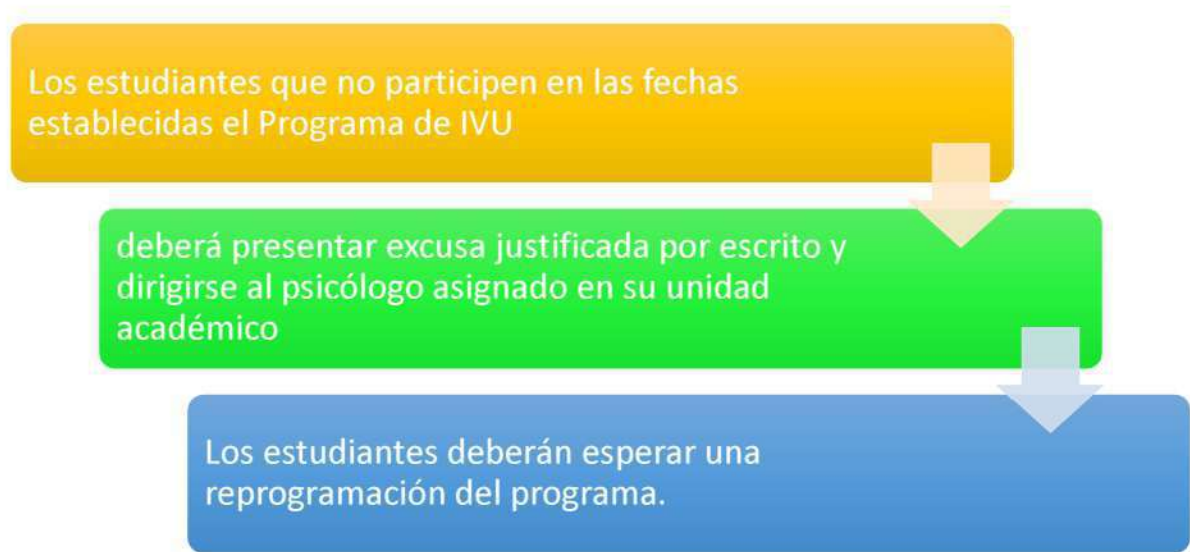 Los estudiantes que no participen en las fechas
establecidas el Programa de IVU
deberá presentar excusa justificada por escrito y
dirigirse al psicólogo asignado en su unidad
académico
Los estudiantes deberán esperar una
reprogramación del programa.